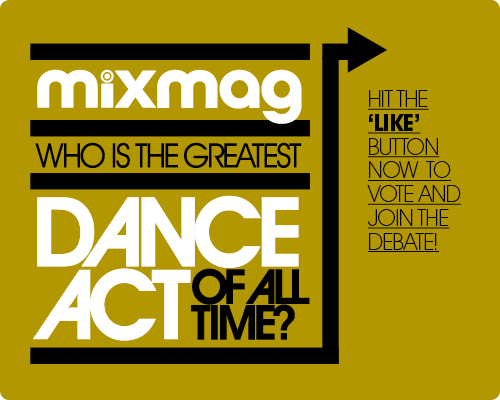 mixmag
WHO IS THE GREATEST
DANCE
ACT
OF ALL
TIME?
HIT THE
‘LIKE’
BUTTON
NOW TO
VOTE AND
JOIN THE
DEBATE!